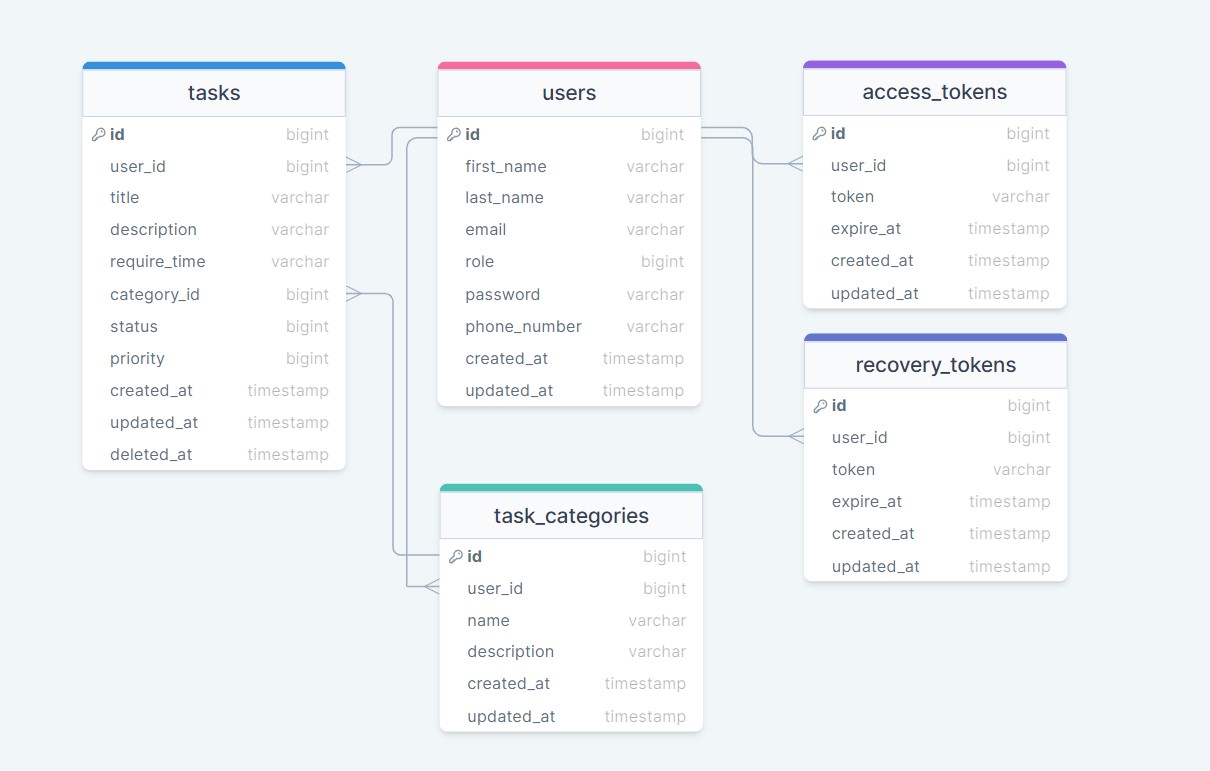 tasks
id bigint
user_id bigint
title varchar
description varchar
require_time varchar
category_id bigint
status bigint
priority bigint
created_at timestamp
updated_at timestamp
deleted_at timestamp
users
id bigint
first_name varchar
last_name varchar
email varchar
role bigint
password varchar
phone_number varchar
created_at timestamp
updated_at timestamp
access_tokens
id bigint
user_id bigint
token varchar
expire_at timestamp
created_at timestamp
updated_at timestamp
recovery_tokens
id bigint
user_id bigint
token varchar
expire_at timestamp
created_at timestamp
updated_at timestamp
task_categories
id bigint
user_id bigint
name varchar
description varchar
created_at timestamp
updated_at timestamp